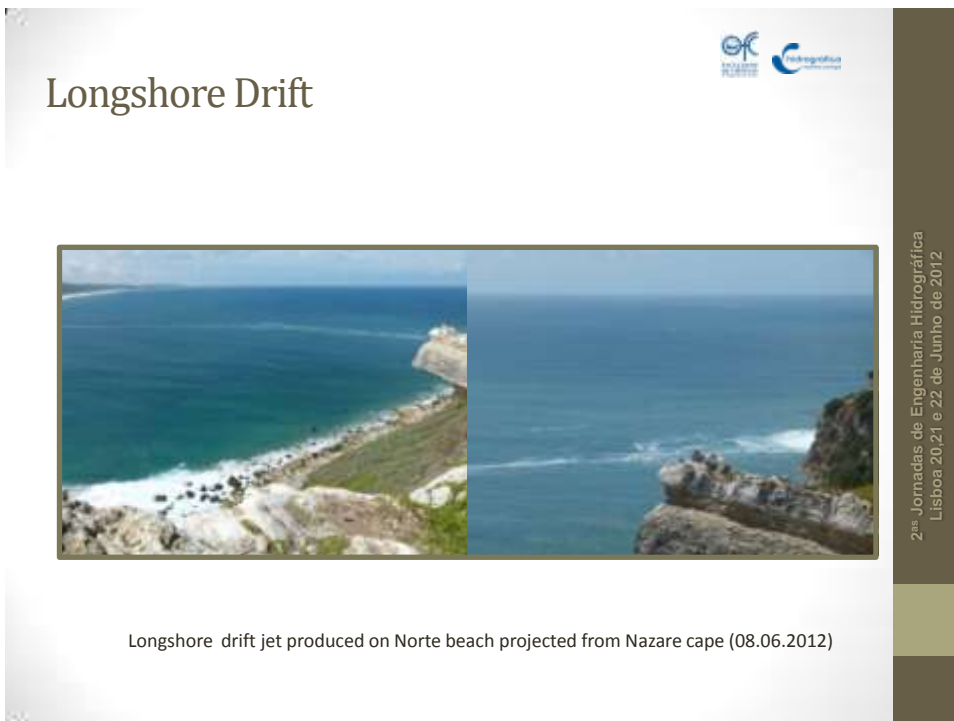 Longshore Drift
hidrográfica
Longshore drift jet produced on Norte beach projected from Nazare cape (08.06.2012)
2as Jornadas de Engenharia Hidrográfica
Lisboa 20,21 e 22 de Junho de 2012